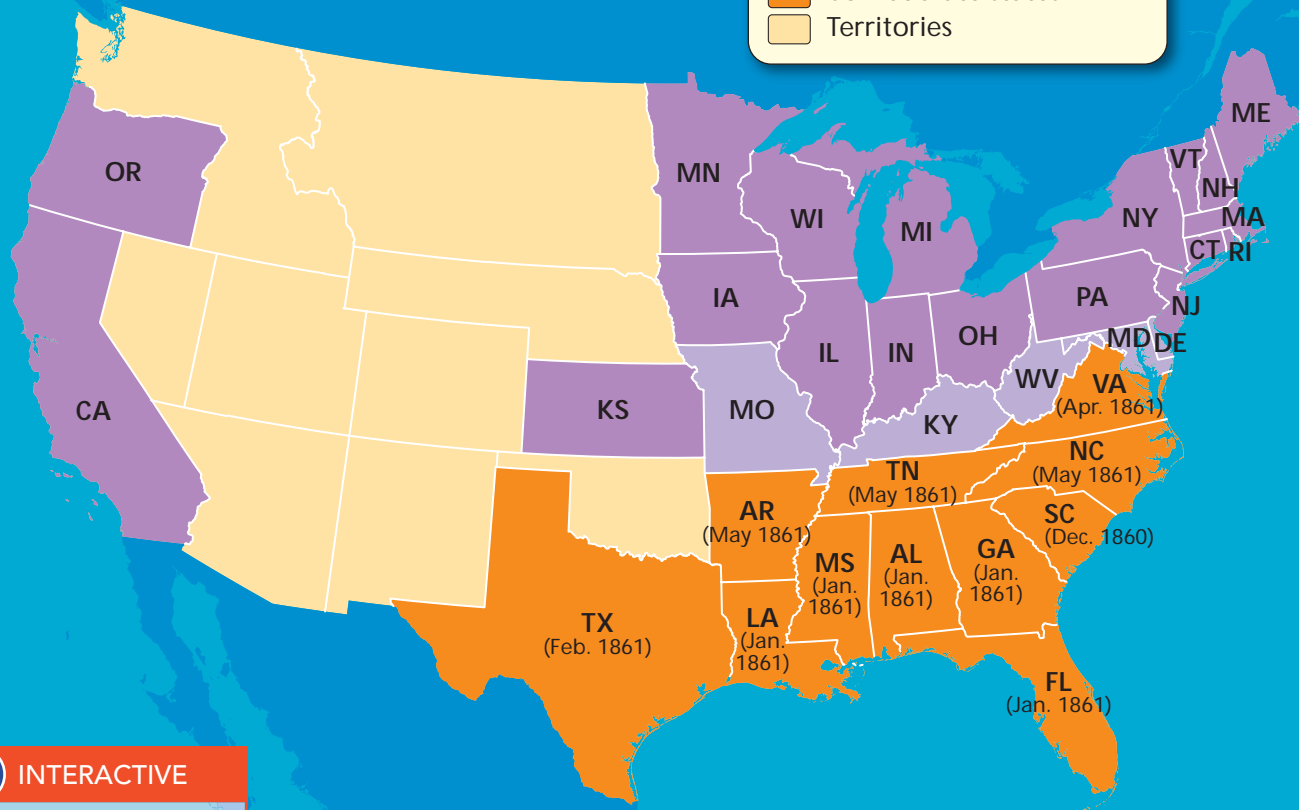 Territories
ME
OR
MN
VT
NH
WI
NY
MA
MI
CT
RI
IA
PA
NJ
OH
MD
DE
IL
IN
WV
VA
(Apr. 1861)
CA
KS
MO
KY
NC
(May 1861)
TN
(May 1861)
AR
(May 1861)
SC
(Dec. 1860)
MS
(Jan.
1861)
AL
(Jan.
1861)
GA
(Jan.
1861)
TX
(Feb. 1861)
LA
(Jan.
1861)
FL
(Jan. 1861)
INTERACTIVE